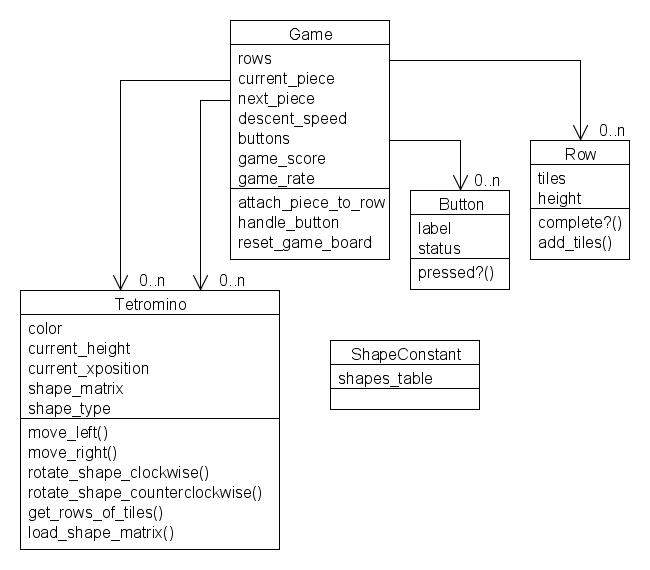 Game
rows
current_piece
next_piece
descent_speed
buttons
game_score
game_rate
attach_piece_to_row
handle_button
reset_game_board
0..n
Row
tiles
height
complete?()
add_tiles()
0..n
Button
label
status
pressed?()
0..n
0..n
Tetromino
color
current_height
current_xposition
shape_matrix
shape_type
move_left()
move_right()
rotate_shape_clockwise()
rotate_shape_counterclockwise()
get_rows_of_tiles()
load_shape_matrix()
ShapeConstant
shapes_table